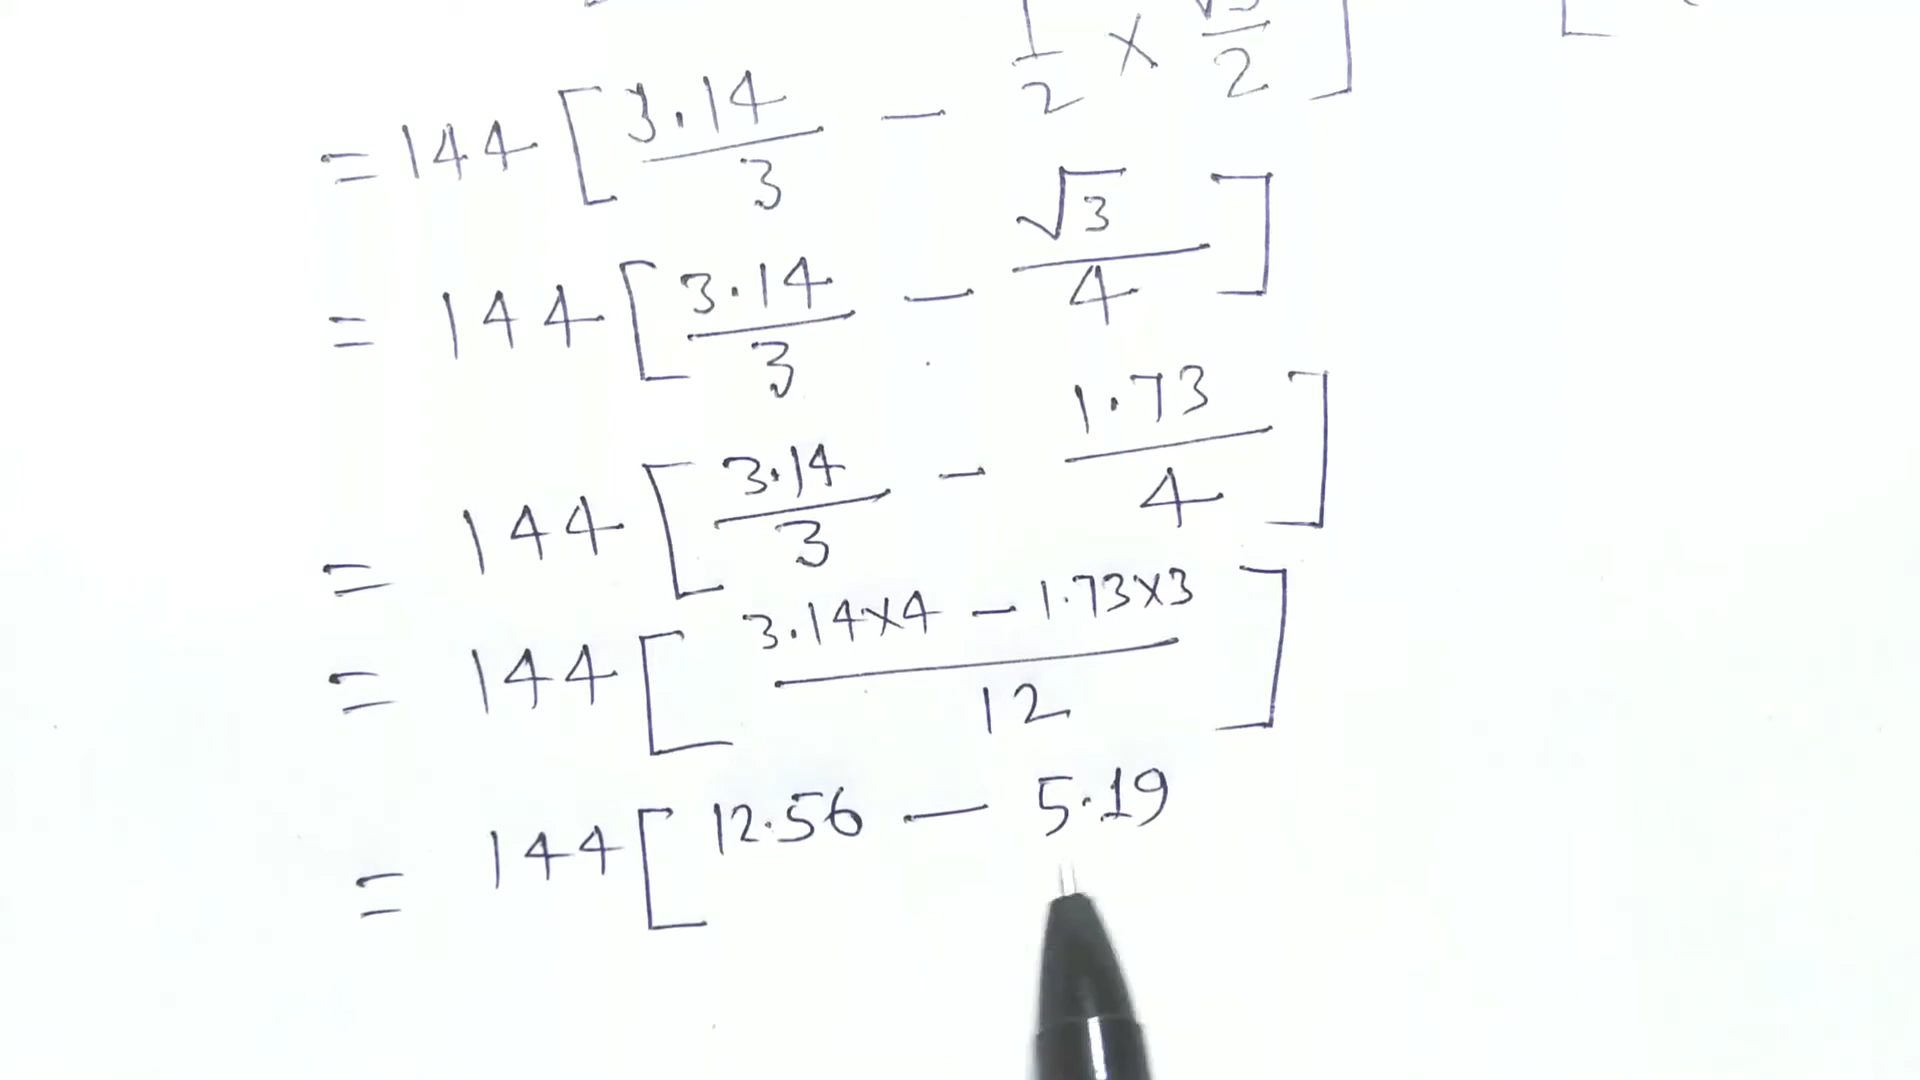 = 144 [ 3.14/3 - 1/2 × √3/2 ]
= 144 [ 3.14/3 - √3/4 ]
= 144 [ 3.14/3 - 1.73/4 ]
= 144 [ 3.14×4 - 1.73×3 / 12 ]
= 144 [ 12.56 - 5.19